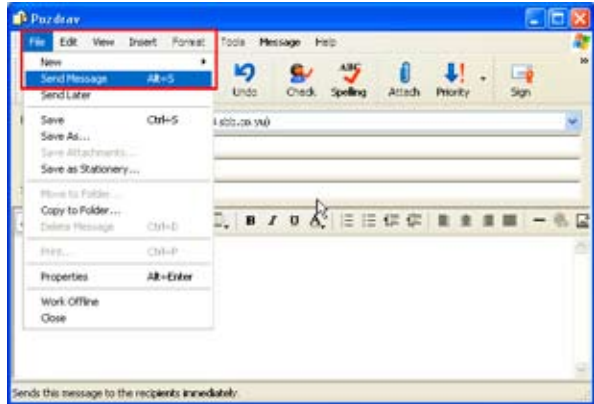 Pozdrav
File Edit View Insert Format Tools Message Help
New
Send Message Alt+S
Send Later
Undo Check Spelling Attach Priority Sign
ABC
Save Ctrl+S
Save As...
Save Attachments...
Save as Stationery...
Move to Folder...
Copy to Folder...
Delete Message Ctrl+D
B I U A
Print... Ctrl+P
Properties Alt+Enter
Work Offline
Close
Sends this message to the recipients immediately.